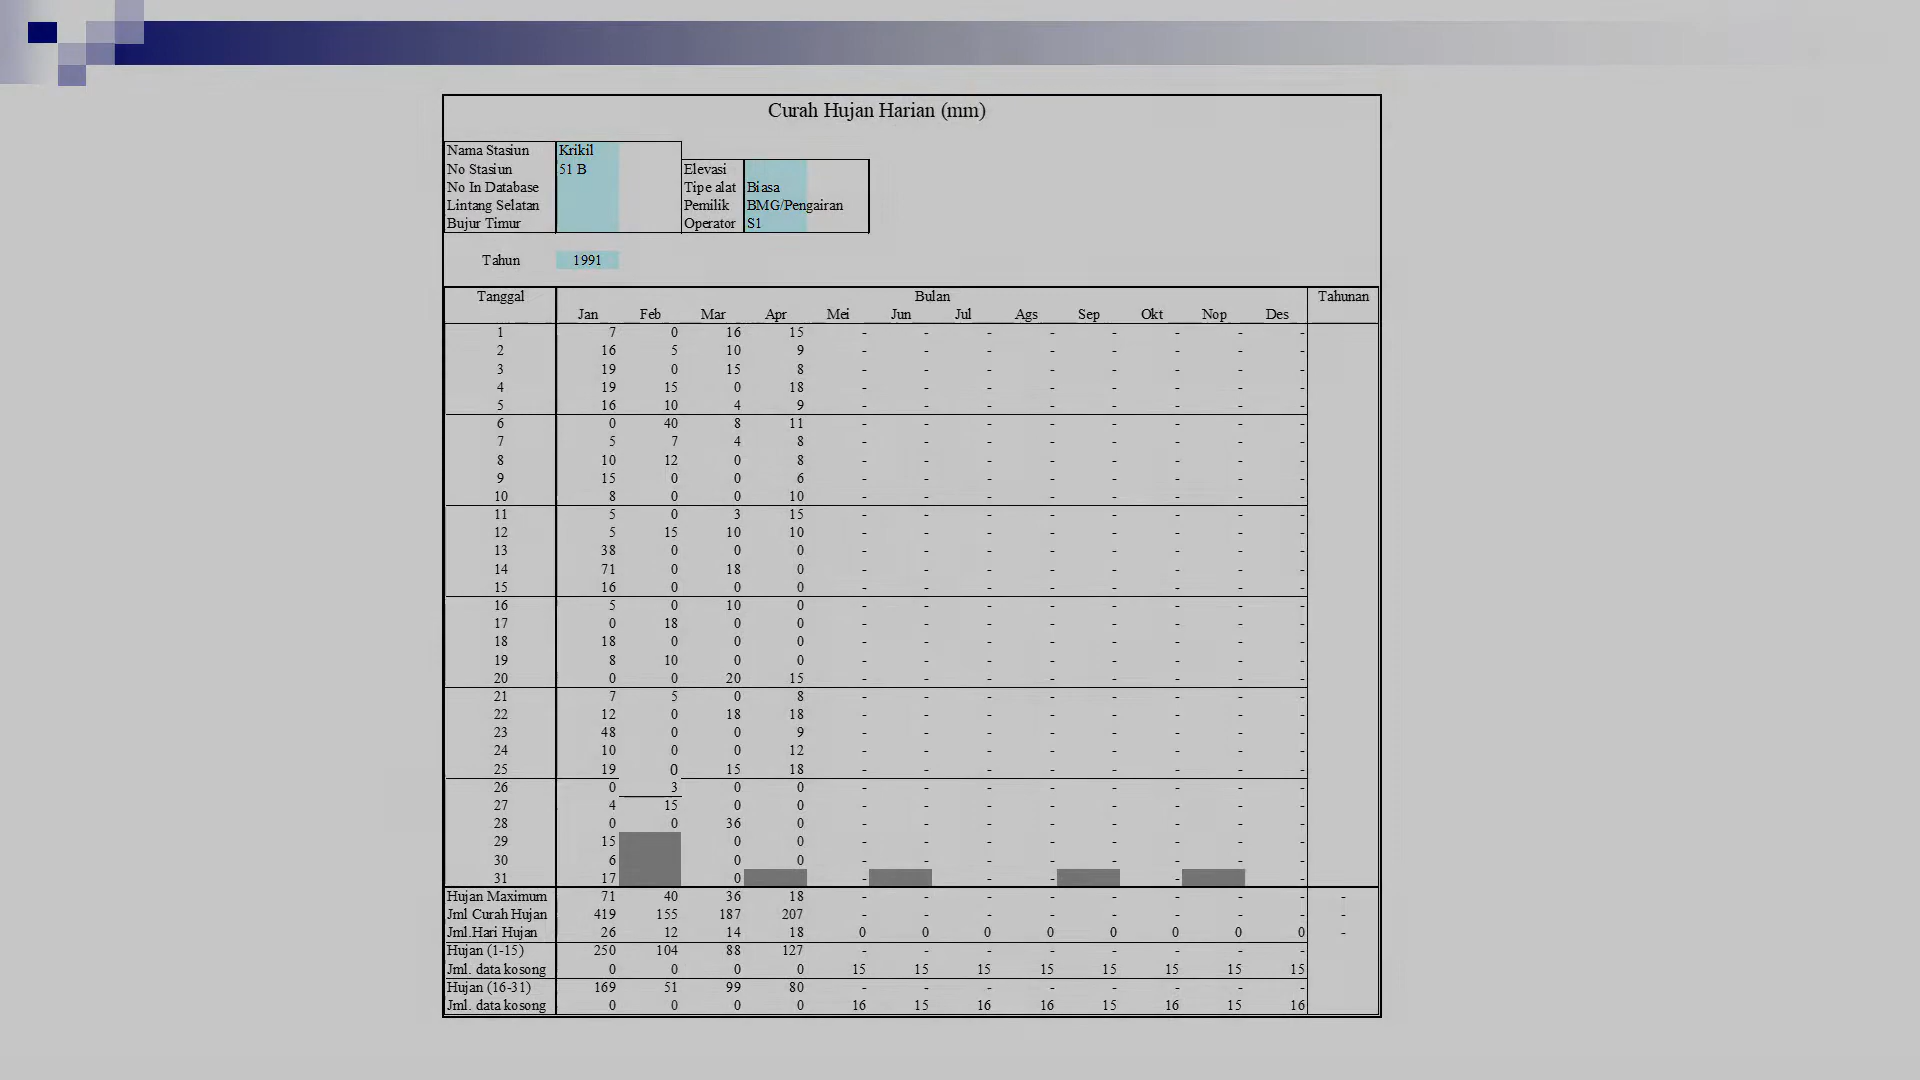 Curah Hujan Harian (mm)
Nama Stasiun Krikil
No Stasiun 51 B Elevasi
No In Database Tipe alat Biasa
Lintang Selatan Pemilik BMG/Pengairan
Bujur Timur Operator S1
Tahun 1991
Tanggal Bulan Tahunan
Jan Feb Mar Apr Mei Jun Jul Ags Sep Okt Nop Des
1 7 0 16 15 - - - - - - - -
2 16 5 10 9 - - - - - - - -
3 19 0 15 8 - - - - - - - -
4 19 15 0 18 - - - - - - - -
5 16 10 4 9 - - - - - - - -
6 0 40 8 11 - - - - - - - -
7 5 7 4 8 - - - - - - - -
8 10 12 0 8 - - - - - - - -
9 15 0 0 6 - - - - - - - -
10 8 0 0 10 - - - - - - - -
11 5 0 3 15 - - - - - - - -
12 5 15 10 10 - - - - - - - -
13 38 0 0 0 - - - - - - - -
14 71 0 18 0 - - - - - - - -
15 16 0 0 0 - - - - - - - -
16 5 0 10 0 - - - - - - - -
17 0 18 0 0 - - - - - - - -
18 18 0 0 0 - - - - - - - -
19 8 10 0 0 - - - - - - - -
20 0 0 20 15 - - - - - - - -
21 7 5 0 8 - - - - - - - -
22 12 0 18 18 - - - - - - - -
23 48 0 0 9 - - - - - - - -
24 10 0 0 12 - - - - - - - -
25 19 0 15 18 - - - - - - - -
26 0 3 0 0 - - - - - - - -
27 4 15 0 0 - - - - - - - -
28 0 0 36 0 - - - - - - - -
29 15 0 0 - - - - - - - -
30 6 0 0 - - - - - - - -
31 17 0 - - - - -
Hujan Maximum 71 40 36 18 - - - - - - - - -
Jml Curah Hujan 419 155 187 207 - - - - - - - - -
Jml.Hari Hujan 26 12 14 18 0 0 0 0 0 0 0 0 -
Hujan (1-15) 250 104 88 127 - - - - - - - -
Jml. data kosong 0 0 0 0 15 15 15 15 15 15 15 15
Hujan (16-31) 169 51 99 80 - - - - - - - -
Jml. data kosong 0 0 0 0 16 15 16 16 15 16 15 16